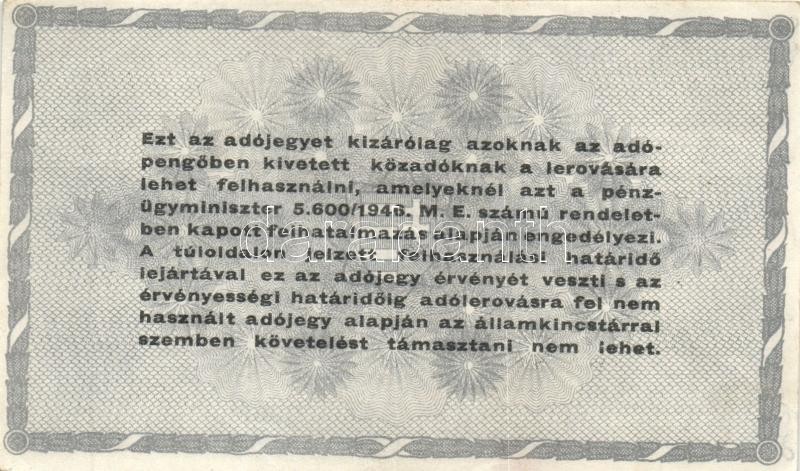 Ezt az adójegyet kizárólag azoknak az adó-
pengőben kivetett közadóknak a lerovására
lehet felhasználni, amelyeknél azt a pénz-
ügyminiszter 5.600/1946. M. E. számú rendelet-
ben kapott felhatalmazás alapján engedélyezi.
A túloldalon jelzett felhasználási határidő
lejártával ez az adójegy érvényét veszti s az
érvényességi határidőig adólerovásra fel nem
használt adójegy alapján az államkincstárral
szemben követelést támasztani nem lehet.